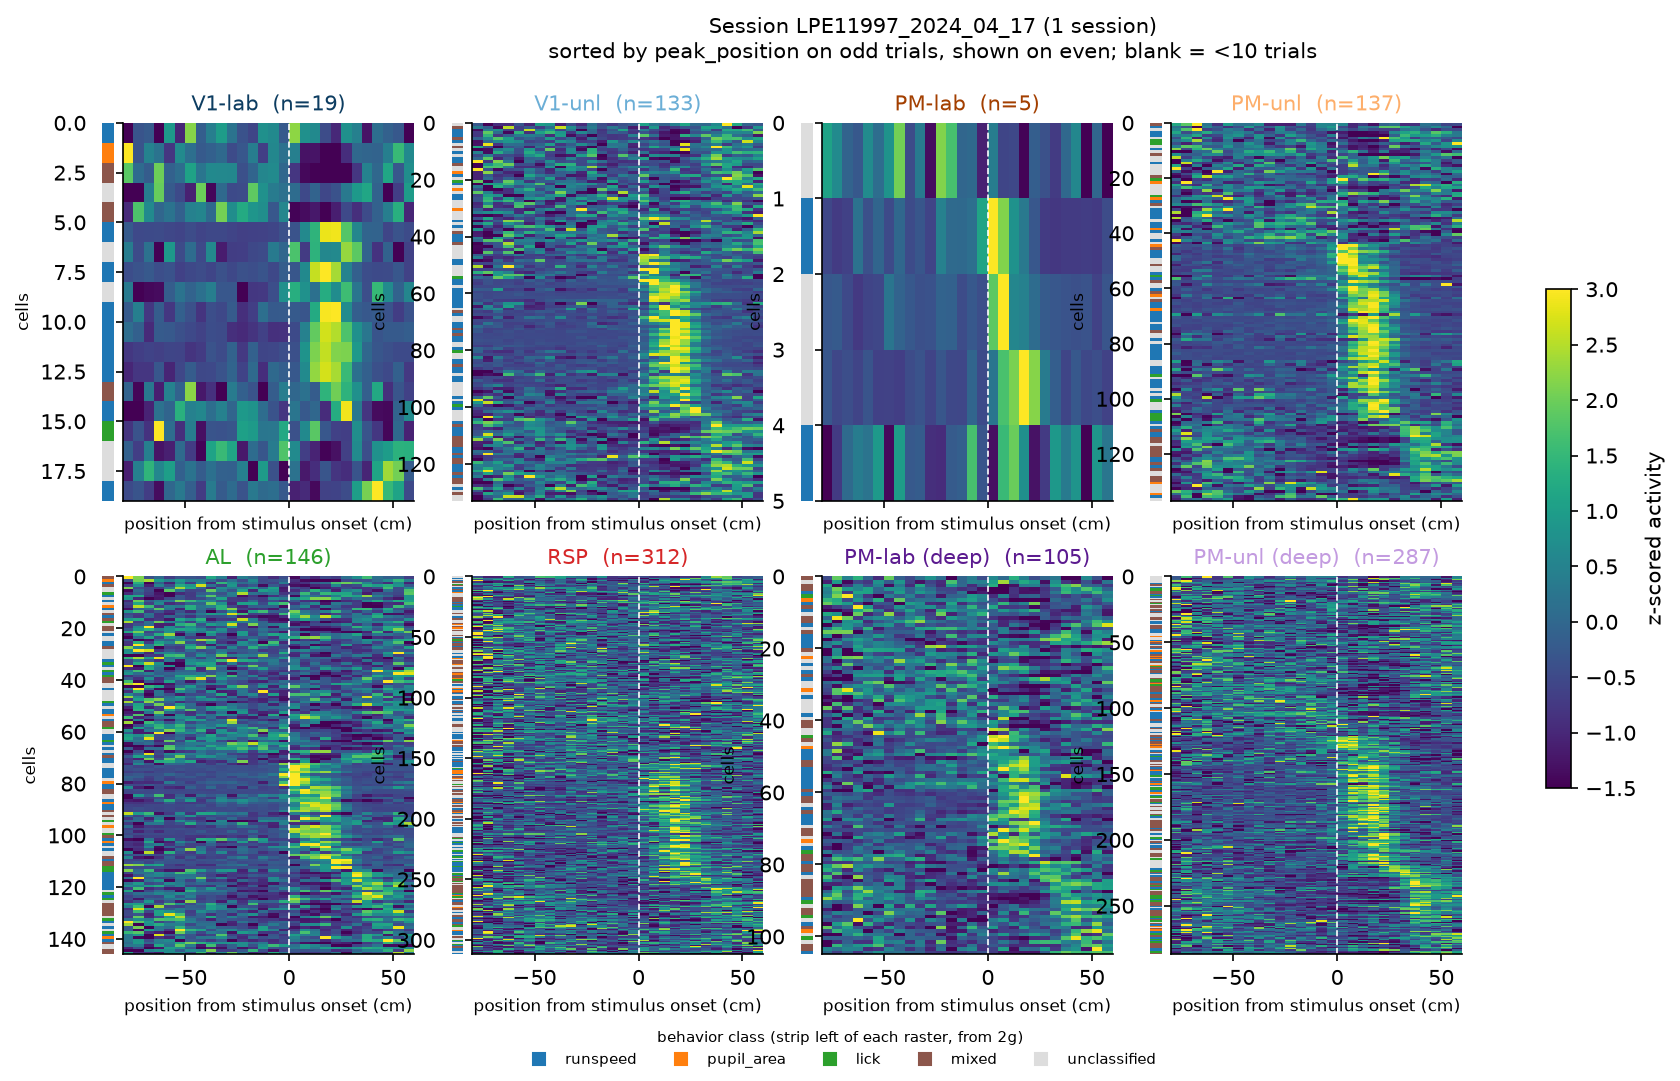 Session LPE11997_2024_04_17 (1 session)
sorted by peak_position on odd trials, shown on even; blank = <10 trials
V1-lab (n=19)
V1-unl (n=133)
PM-lab (n=5)
PM-unl (n=137)
0.0
2.5
5.0
7.5
10.0
12.5
15.0
17.5
cells
position from stimulus onset (cm)
0
20
40
60
80
100
120
cells
position from stimulus onset (cm)
0
1
2
3
4
5
cells
position from stimulus onset (cm)
0
20
40
60
80
100
120
cells
position from stimulus onset (cm)
AL (n=146)
RSP (n=312)
PM-lab (deep) (n=105)
PM-unl (deep) (n=287)
0
20
40
60
80
100
120
140
cells
−50
0
50
position from stimulus onset (cm)
0
50
100
150
200
250
300
cells
−50
0
50
position from stimulus onset (cm)
0
20
40
60
80
100
cells
−50
0
50
position from stimulus onset (cm)
0
50
100
150
200
250
cells
−50
0
50
position from stimulus onset (cm)
3.0
2.5
2.0
1.5
1.0
0.5
0.0
−0.5
−1.0
−1.5
z-scored activity
behavior class (strip left of each raster, from 2g)
runspeed
pupil_area
lick
mixed
unclassified